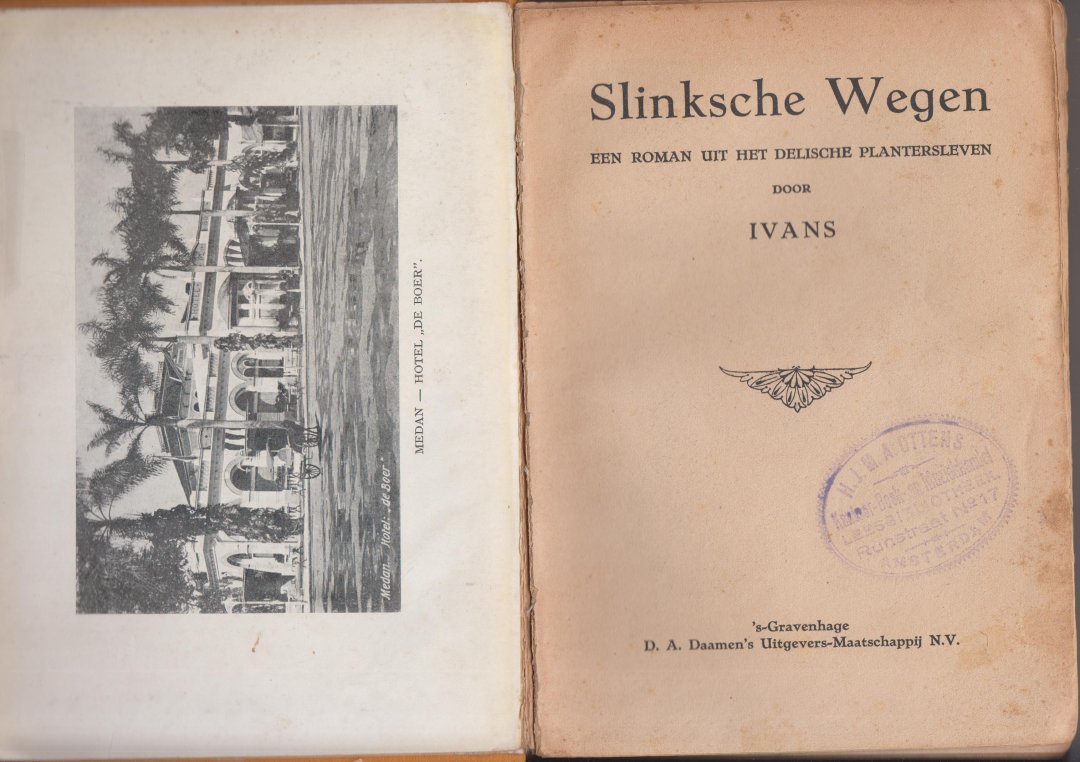 MEDAN — HOTEL „DE BOER”.
Medan Hotel: de Boer
Slinksche Wegen
EEN ROMAN UIT HET DELISCHE PLANTERSLEVEN
DOOR
IVANS
H. J. M. A. OTTENS
LEESBIBLIOTHEEK
Runstraat No 17
AMSTERDAM
's-Gravenhage
D. A. Daamen's Uitgevers-Maatschappij N.V.